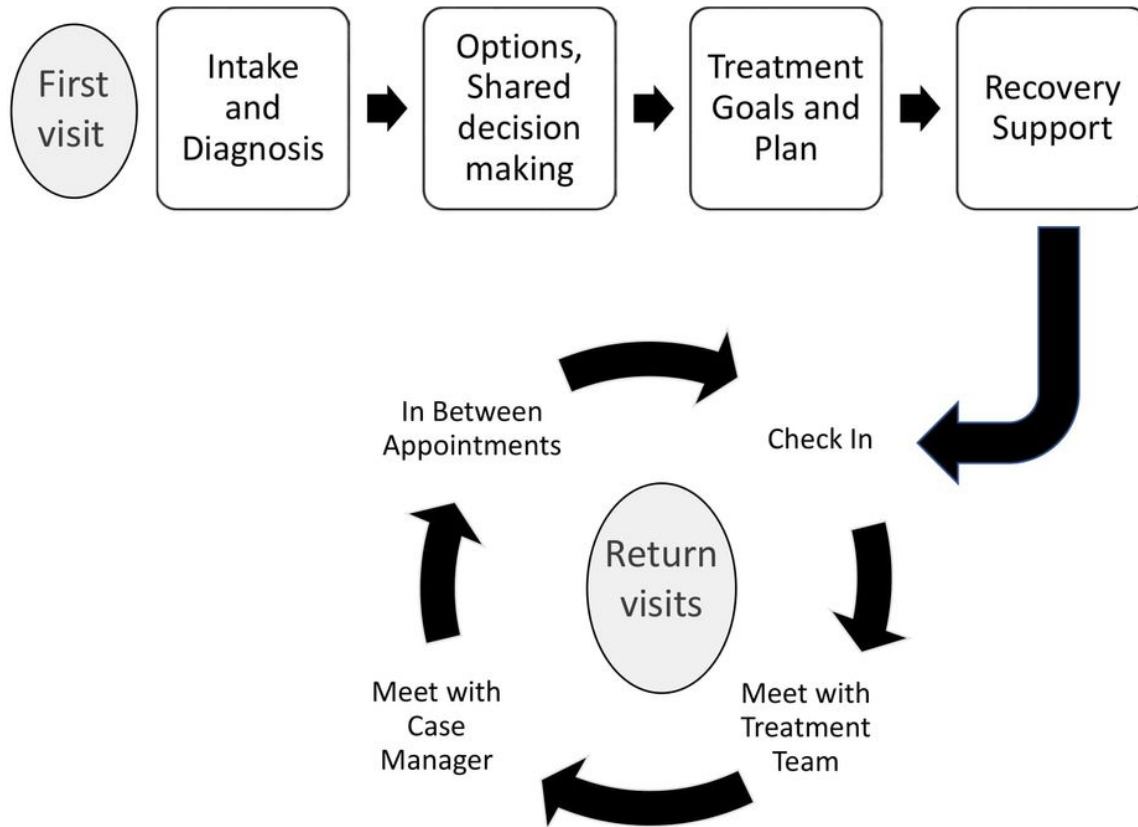 First
visit
Intake
and
Diagnosis
Options,
Shared
decision
making
Treatment
Goals and
Plan
Recovery
Support
In Between
Appointments
Check In
Return
visits
Meet with
Case
Manager
Meet with
Treatment
Team